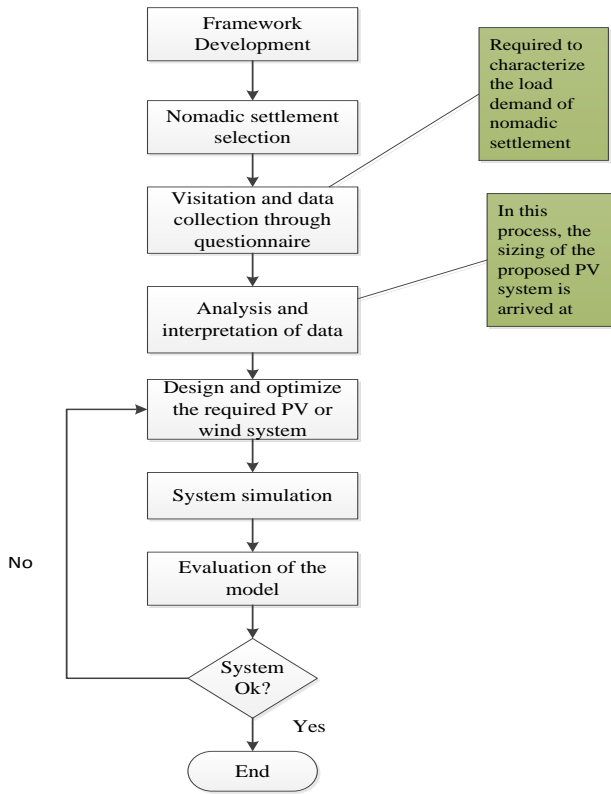 Framework
Development
Nomadic settlement
selection
Visitation and data
collection through
questionnaire
Analysis and
interpretation of data
Design and optimize
the required PV or
wind system
System simulation
Evaluation of the
model
System
Ok?
No
Yes
End
Required to
characterize
the load
demand of
nomadic
settlement
In this
process, the
sizing of the
proposed PV
system is
arrived at